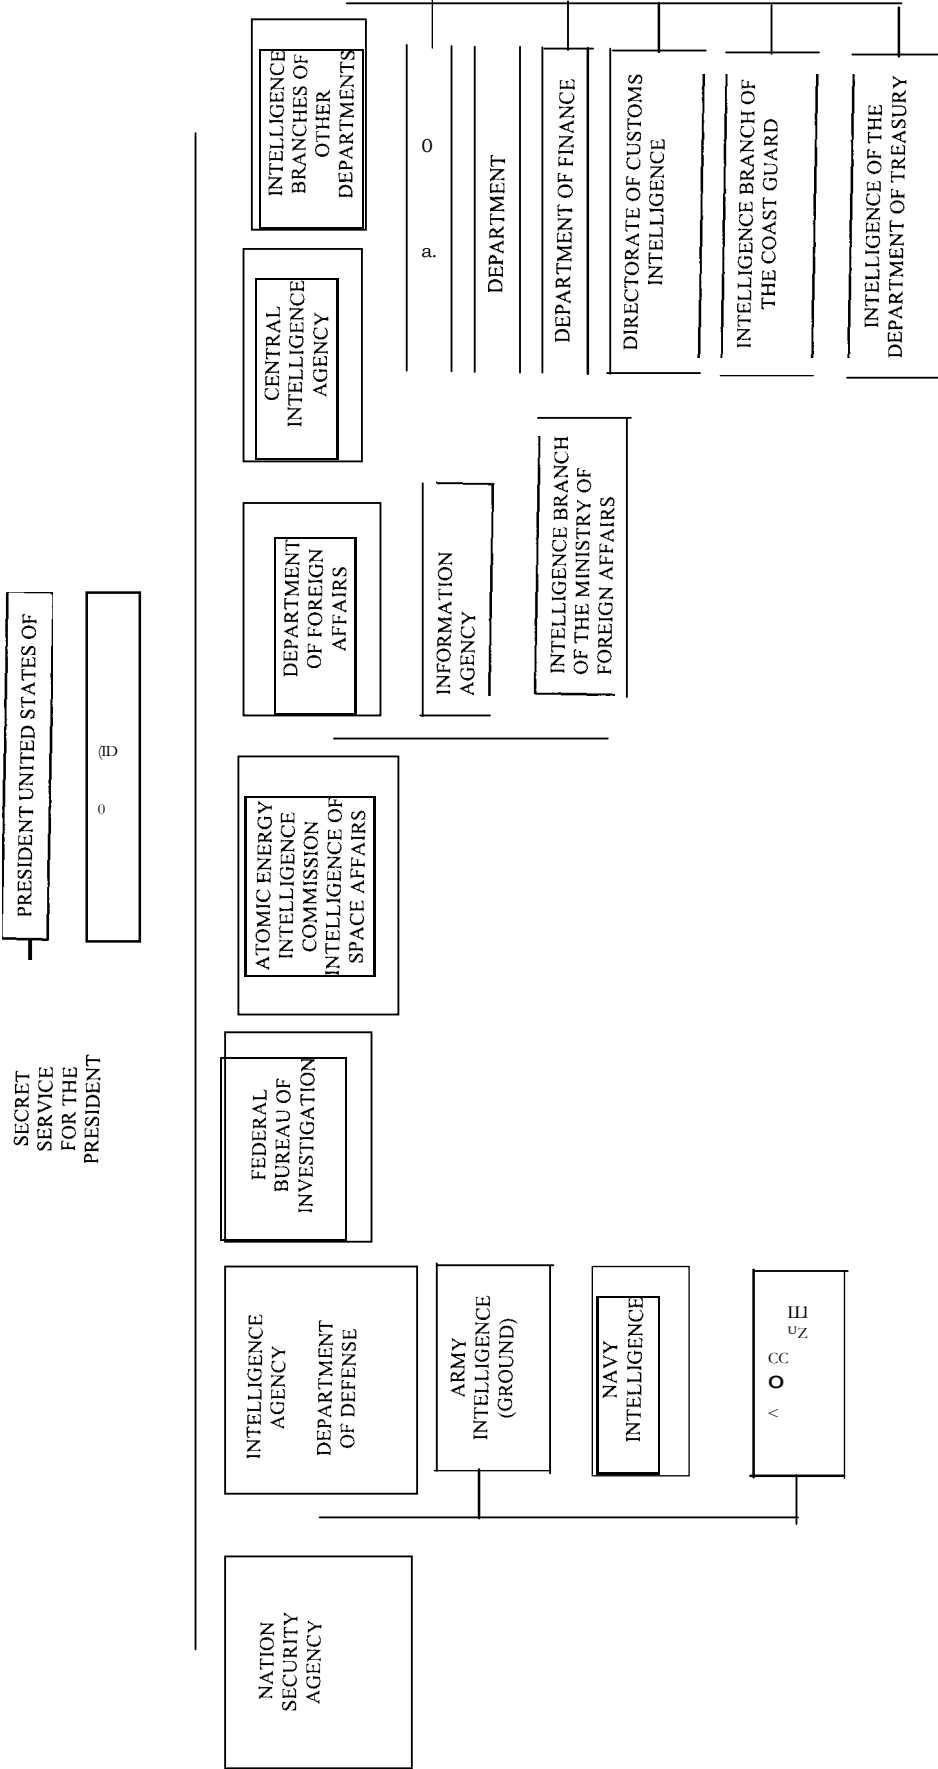 PRESIDENT UNITED STATES OF
SECRET
SERVICE
FOR THE
PRESIDENT
NATION
SECURITY
AGENCY
INTELLIGENCE
AGENCY
DEPARTMENT
OF DEFENSE
FEDERAL
BUREAU OF
INVESTIGATION
ATOMIC ENERGY
INTELLIGENCE
COMMISSION
INTELLIGENCE OF
SPACE AFFAIRS
DEPARTMENT
OF FOREIGN
AFFAIRS
CENTRAL
INTELLIGENCE
AGENCY
INTELLIGENCE
BRANCHES OF
OTHER
DEPARTMENTS
ARMY
INTELLIGENCE
(GROUND)
NAVY
INTELLIGENCE
INFORMATION
AGENCY
INTELLIGENCE BRANCH
OF THE MINISTRY OF
FOREIGN AFFAIRS
0
a.
DEPARTMENT
DEPARTMENT OF FINANCE
DIRECTORATE OF CUSTOMS
INTELLIGENCE
INTELLIGENCE BRANCH OF
THE COAST GUARD
INTELLIGENCE OF THE
DEPARTMENT OF TREASURY